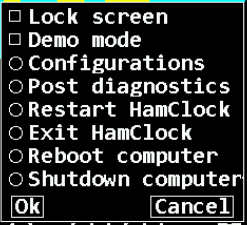 Lock screen
Demo mode
Configurations
Post diagnostics
Restart HamClock
Exit HamClock
Reboot computer
Shutdown computer
Ok Cancel